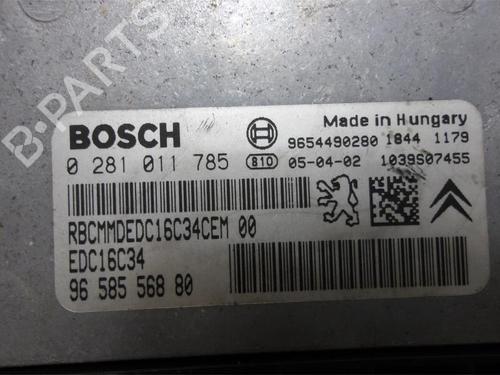 B-PARTS
BOSCH
Made in Hungary
9654490280 1844 1179
0 281 011 785 810 05-04-02 1039S07455
RBCMMDEDC16C34CEM 00
EDC16C34
96 585 568 80